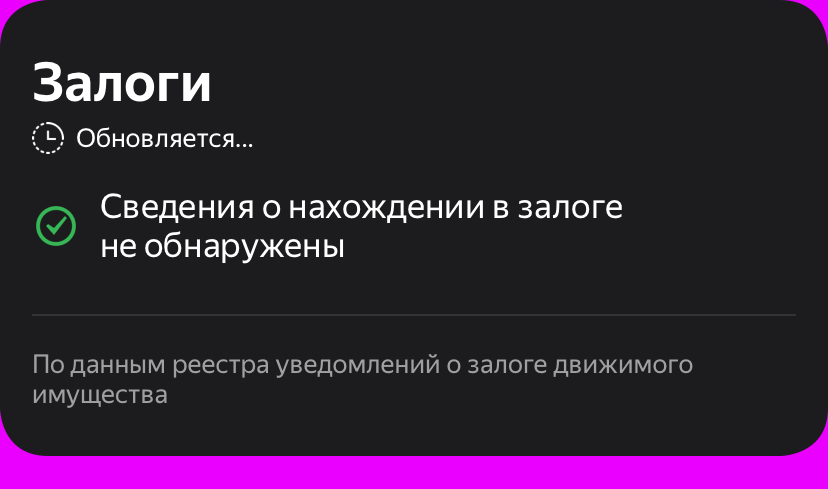 Залоги
Обновляется...
Сведения о нахождении в залоге
не обнаружены
По данным реестра уведомлений о залоге движимого
имущества